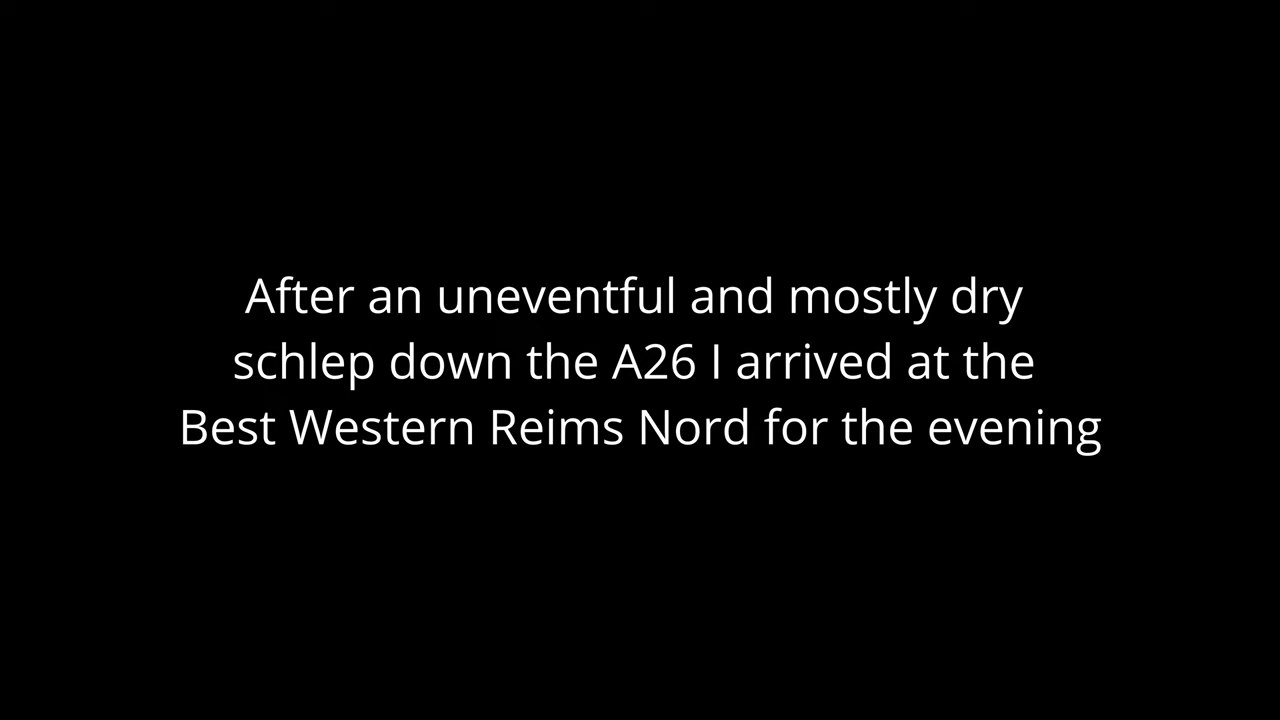 After an uneventful and mostly dry
schlep down the A26 I arrived at the
Best Western Reims Nord for the evening